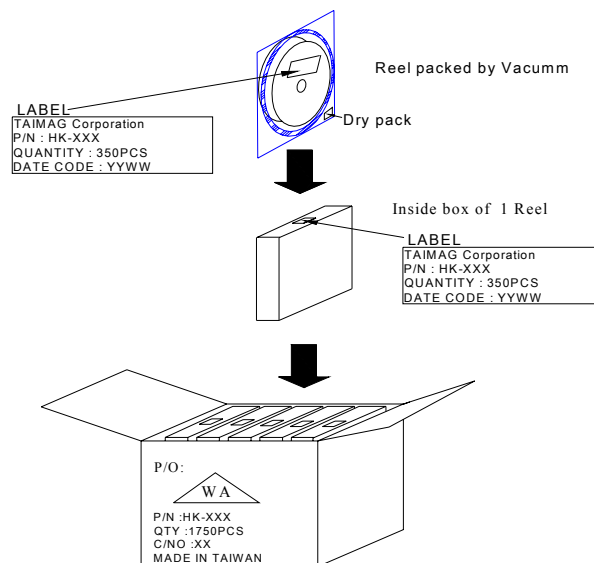 Reel packed by Vacumm
LABEL
TAIMAG Corporation
P/N : HK-XXX
QUANTITY : 350PCS
DATE CODE : YYWW
Dry pack
Inside box of 1 Reel
LABEL
TAIMAG Corporation
P/N : HK-XXX
QUANTITY : 350PCS
DATE CODE : YYWW
P/O:
WA
P/N :HK-XXX
QTY :1750PCS
C/NO :XX
MADE IN TAIWAN